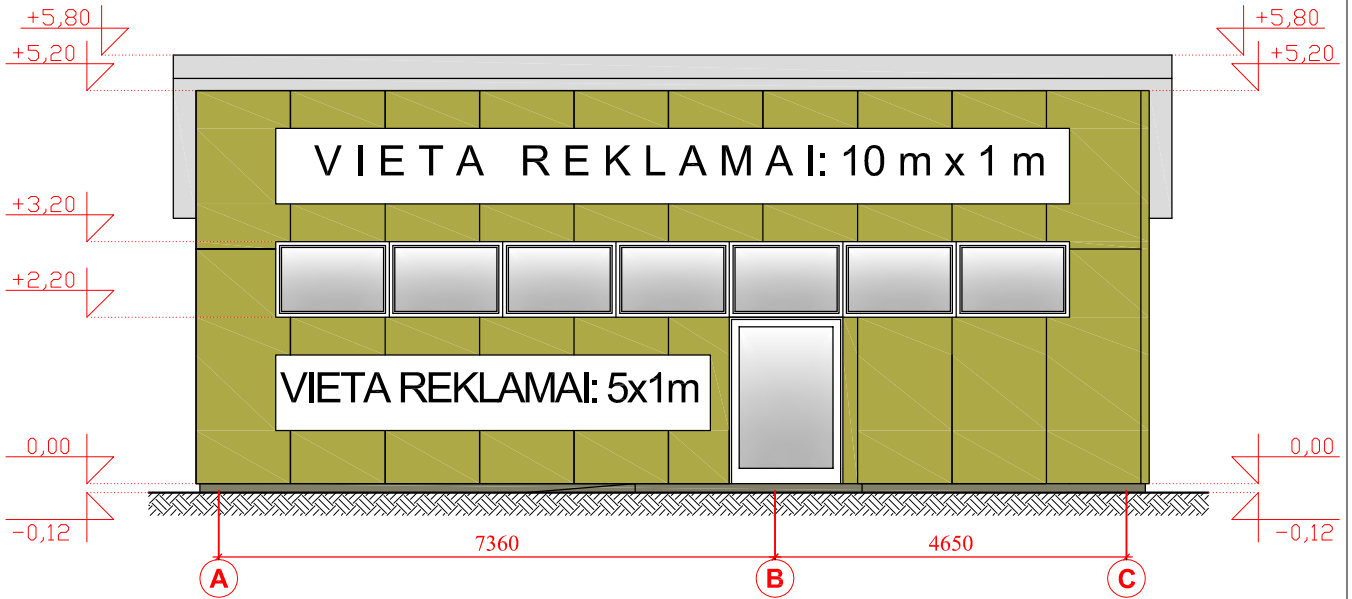 +5,80 +5,80
+5,20 +5,20
VIETA REKLAMAI: 10 m x 1 m
+3,20
+2,20
VIETA REKLAMAI: 5x1m
0,00 0,00
-0,12 -0,12
7360 4650
A B C